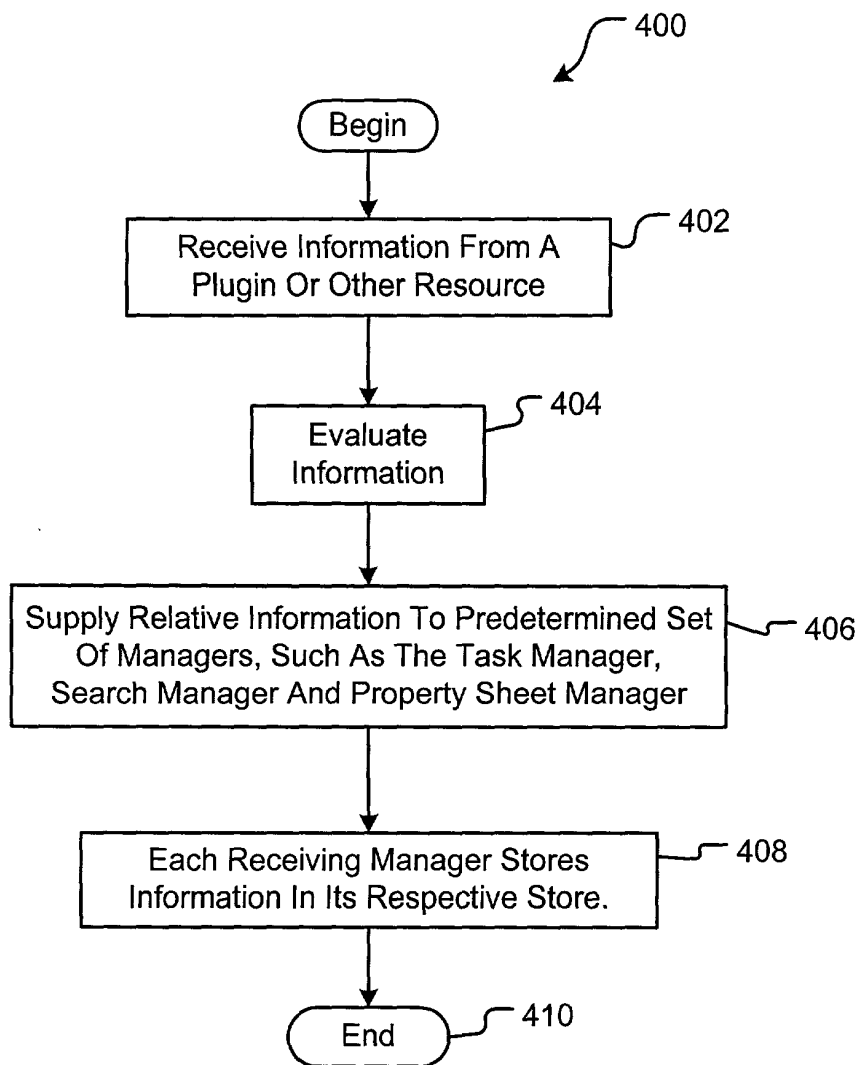 400
Begin
402
Receive Information From A
Plugin Or Other Resource
404
Evaluate
Information
406
Supply Relative Information To Predetermined Set
Of Managers, Such As The Task Manager,
Search Manager And Property Sheet Manager
408
Each Receiving Manager Stores
Information In Its Respective Store.
End
410